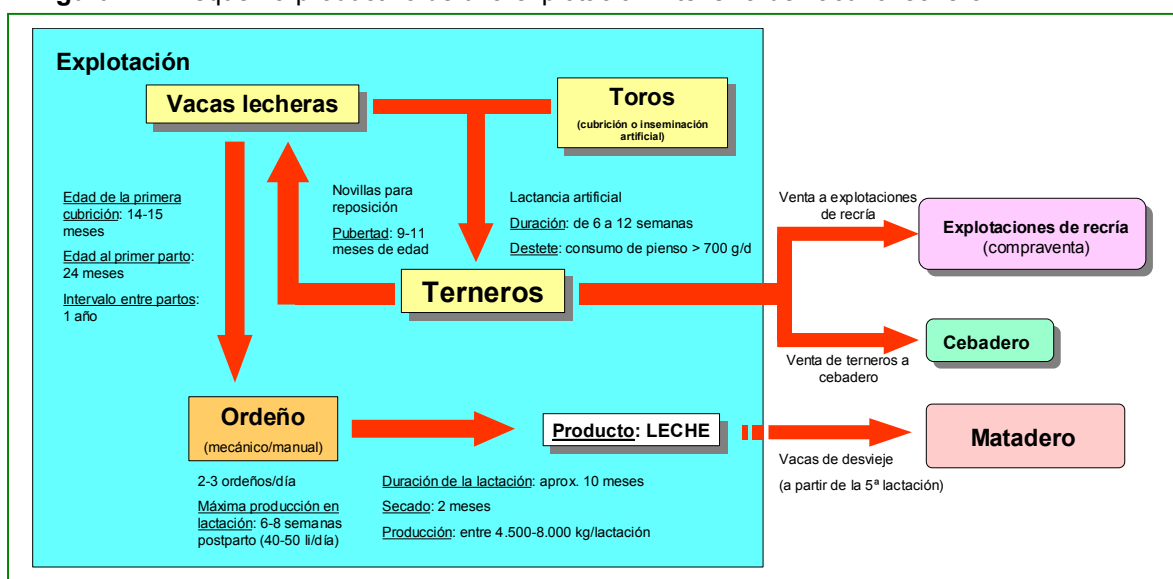 Explotación
Vacas lecheras
Toros
(cubrición o inseminación
artificial)
Edad de la primera
cubrición: 14-15
meses
Edad al primer parto:
24 meses
Intervalo entre partos:
1 año
Novillas para
reposición
Pubertad: 9-11
meses de edad
Lactancia artificial
Duración: de 6 a 12 semanas
Destete: consumo de pienso > 700 g/d
Terneros
Venta a explotaciones
de recría
Explotaciones de recría
(compraventa)
Cebadero
Venta de terneros a
cebadero
Ordeño
(mecánico/manual)
Producto: LECHE
Matadero
2-3 ordeños/día
Máxima producción en
lactación: 6-8 semanas
postparto (40-50 li/día)
Duración de la lactación: aprox. 10 meses
Secado: 2 meses
Producción: entre 4.500-8.000 kg/lactación
Vacas de desvieje
(a partir de la 5ª lactación)